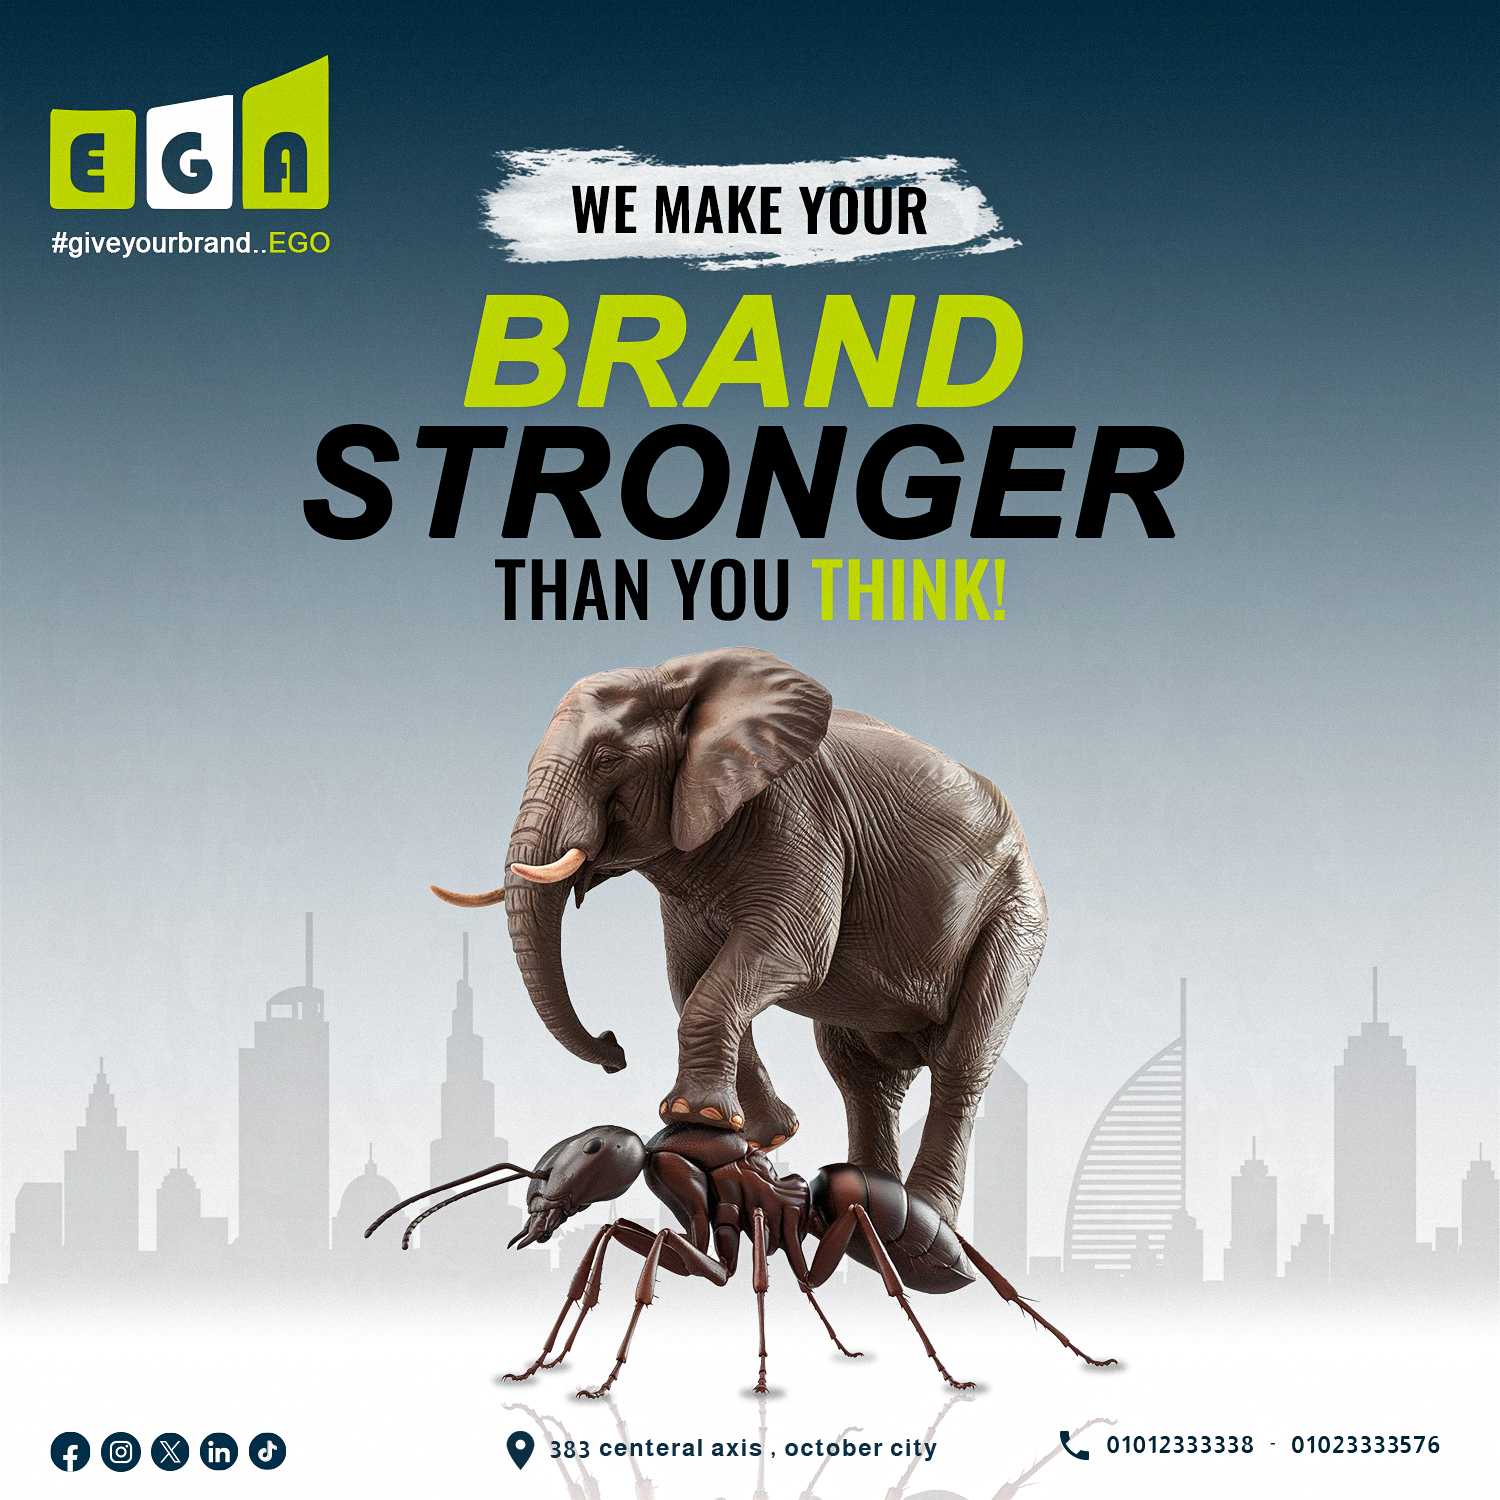 EGA
#giveyourbrand..EGO
WE MAKE YOUR
BRAND
STRONGER
THAN YOU THINK!
383 centeral axis , october city
01012333338 - 01023333576